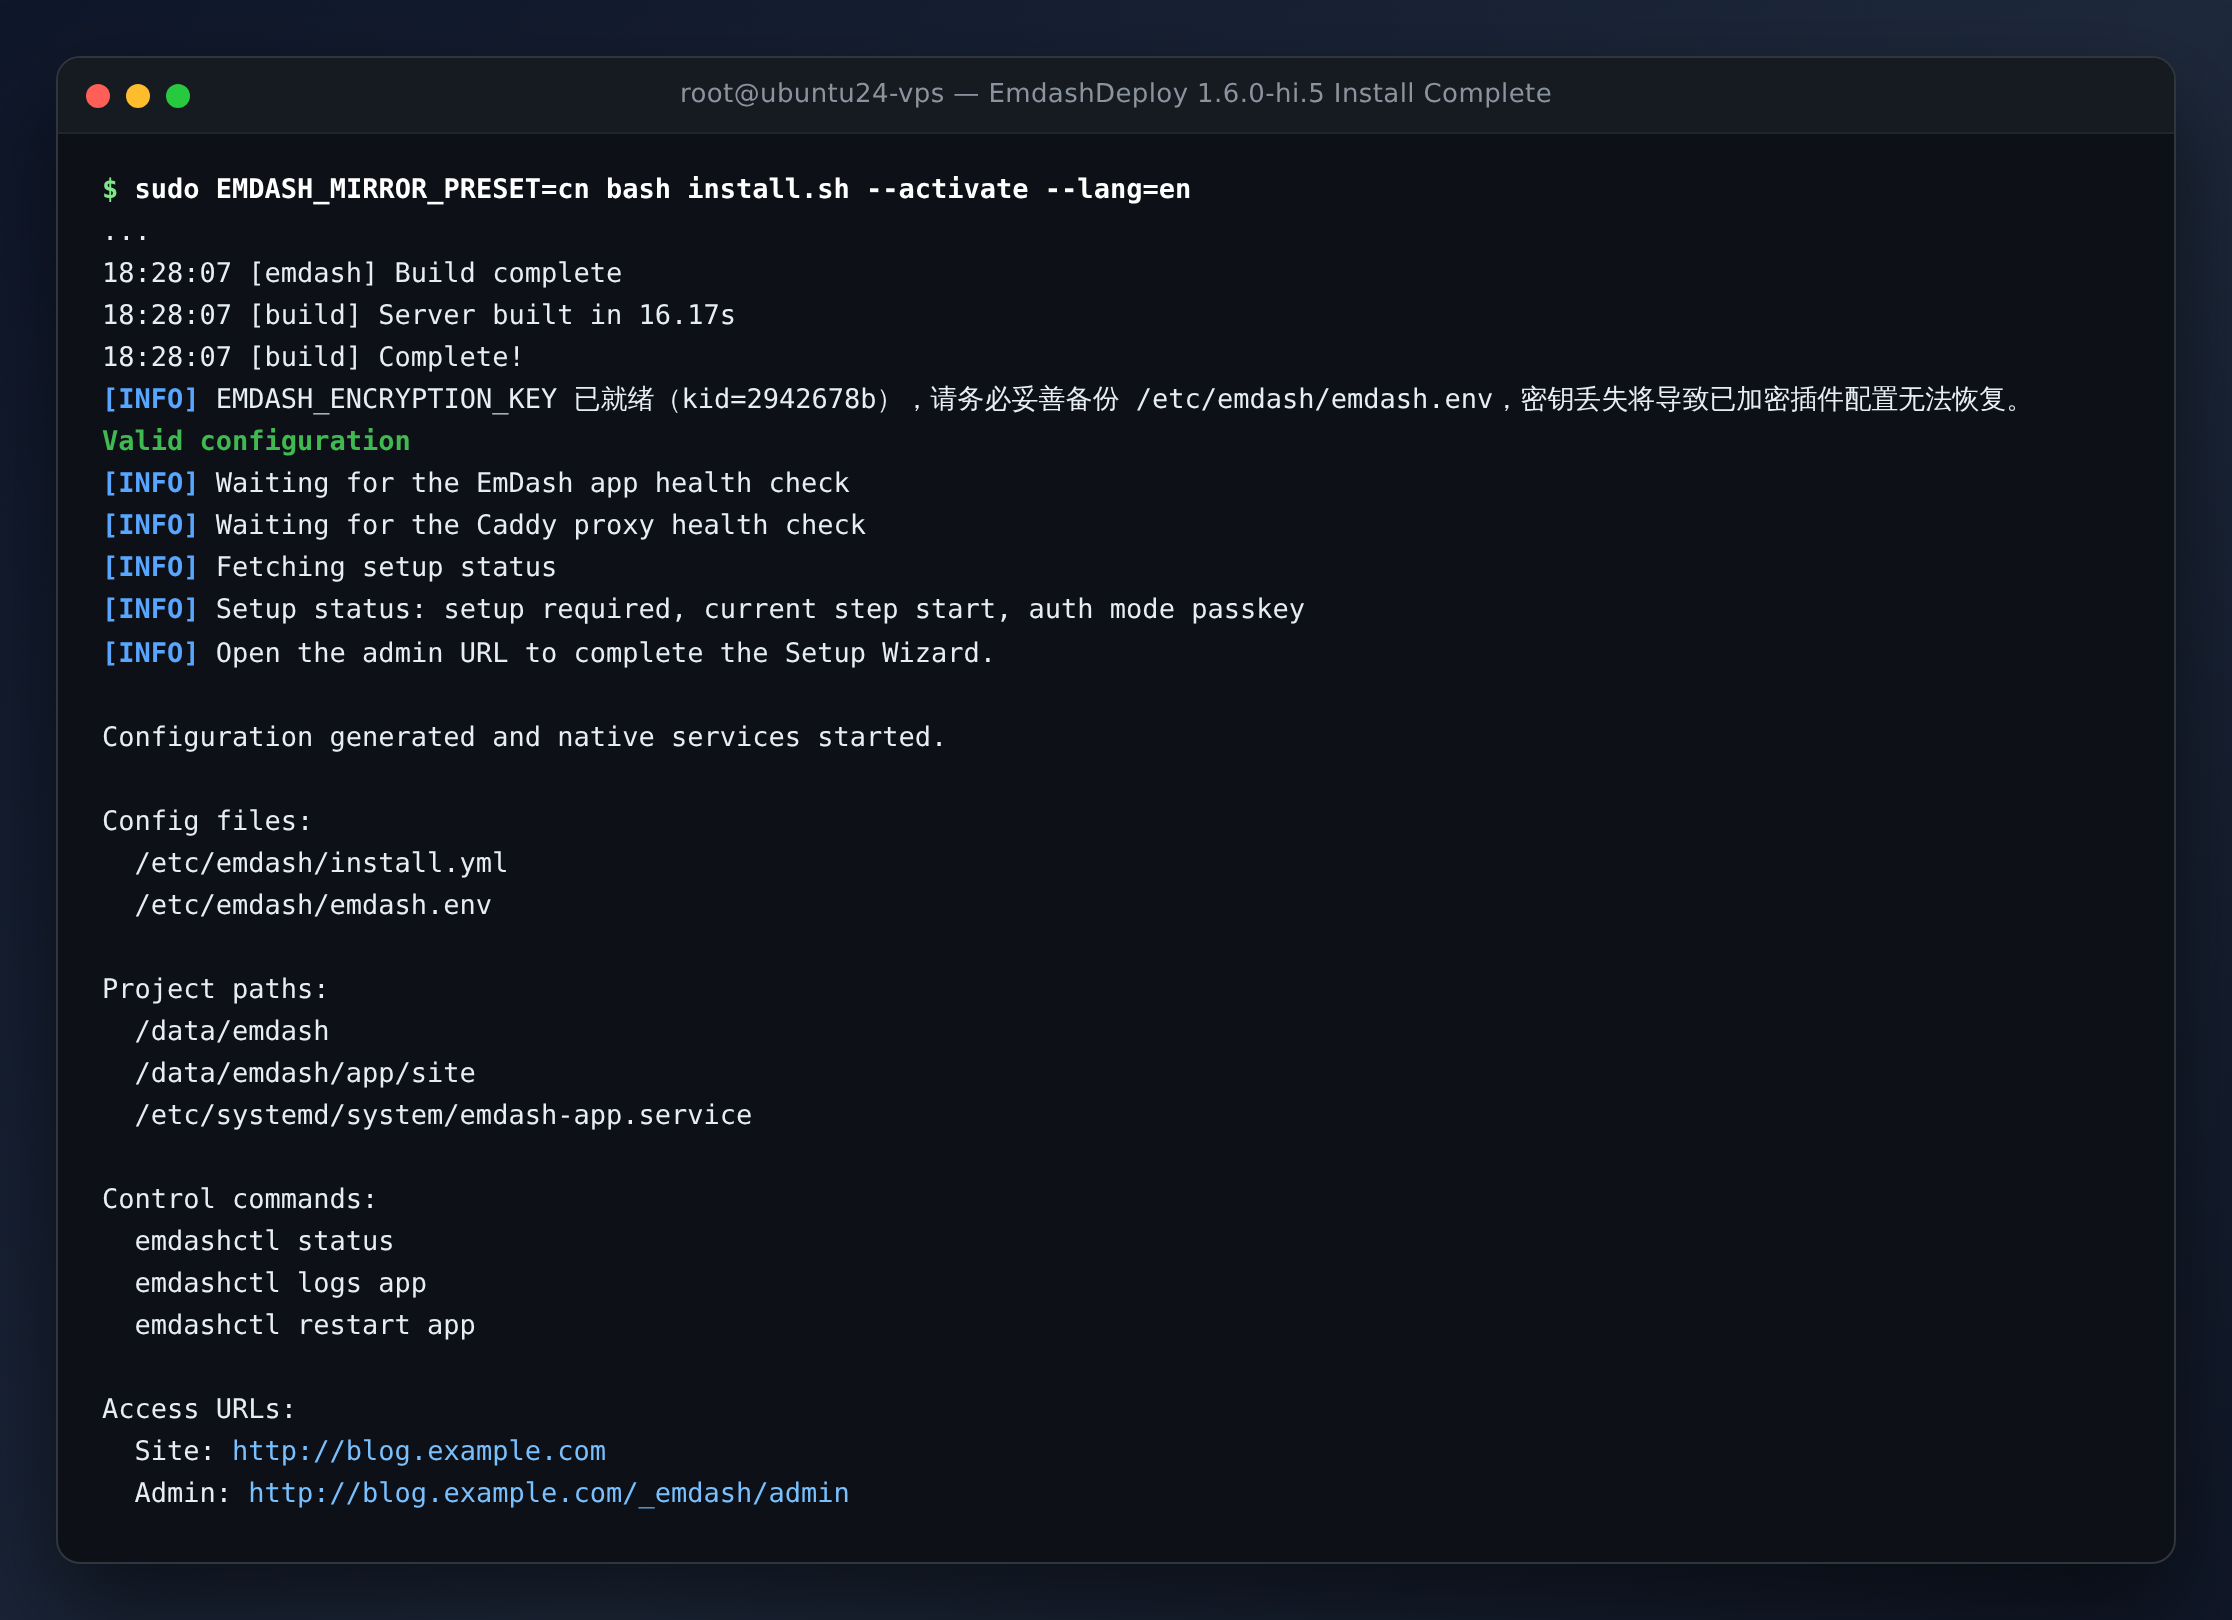 root@ubuntu24-vps — EmdashDeploy 1.6.0-hi.5 Install Complete
$ sudo EMDASH_MIRROR_PRESET=cn bash install.sh --activate --lang=en
...
18:28:07 [emdash] Build complete
18:28:07 [build] Server built in 16.17s
18:28:07 [build] Complete!
[INFO] EMDASH_ENCRYPTION_KEY 已就绪（kid=2942678b），请务必妥善备份 /etc/emdash/emdash.env，密钥丢失将导致已加密插件配置无法恢复。
Valid configuration
[INFO] Waiting for the EmDash app health check
[INFO] Waiting for the Caddy proxy health check
[INFO] Fetching setup status
[INFO] Setup status: setup required, current step start, auth mode passkey
[INFO] Open the admin URL to complete the Setup Wizard.
Configuration generated and native services started.
Config files:
/etc/emdash/install.yml
/etc/emdash/emdash.env
Project paths:
/data/emdash
/data/emdash/app/site
/etc/systemd/system/emdash-app.service
Control commands:
emdashctl status
emdashctl logs app
emdashctl restart app
Access URLs:
Site: http://blog.example.com
Admin: http://blog.example.com/_emdash/admin